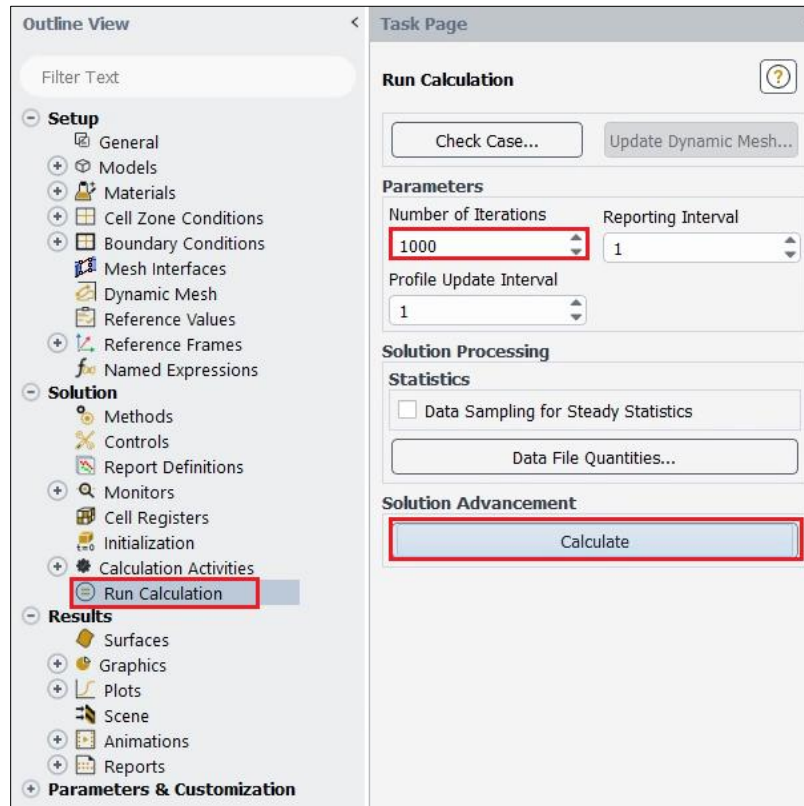 Outline View
Filter Text
Setup
General
Models
Materials
Cell Zone Conditions
Boundary Conditions
Mesh Interfaces
Dynamic Mesh
Reference Values
Reference Frames
Named Expressions
Solution
Methods
Controls
Report Definitions
Monitors
Cell Registers
Initialization
Calculation Activities
Run Calculation
Results
Surfaces
Graphics
Plots
Scene
Animations
Reports
Parameters & Customization
Task Page
Run Calculation
Check Case... Update Dynamic Mesh...
Parameters
Number of Iterations Reporting Interval
1000 1
Profile Update Interval
1
Solution Processing
Statistics
Data Sampling for Steady Statistics
Data File Quantities...
Solution Advancement
Calculate